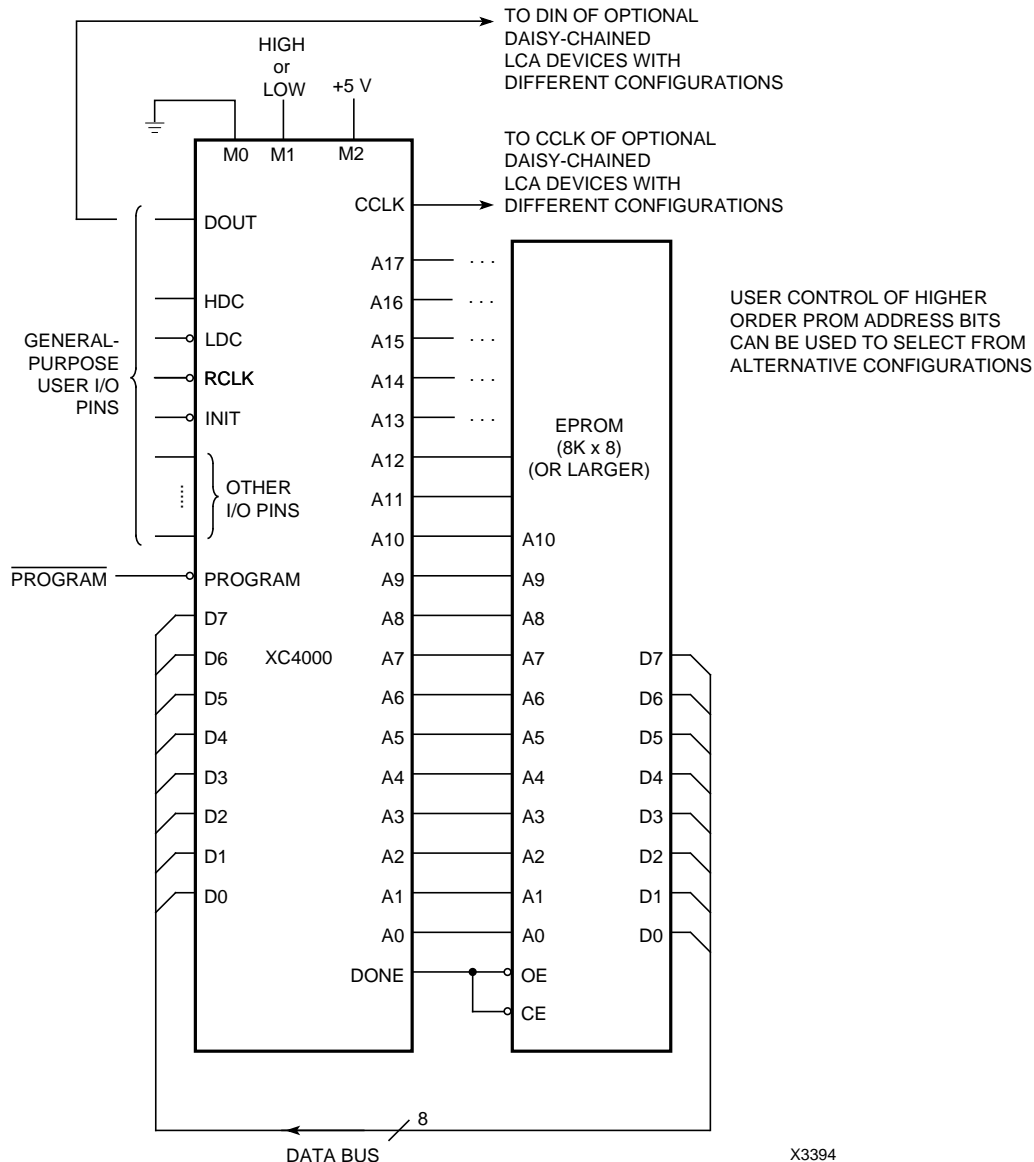 TO DIN OF OPTIONAL
DAISY-CHAINED
LCA DEVICES WITH
DIFFERENT CONFIGURATIONS
HIGH
or
LOW
+5 V
M0 M1 M2
TO CCLK OF OPTIONAL
DAISY-CHAINED
LCA DEVICES WITH
DIFFERENT CONFIGURATIONS
CCLK
DOUT
A17 ...
HDC
A16 ...
LDC
A15 ...
RCLK
A14 ...
INIT
A13 ...
USER CONTROL OF HIGHER
ORDER PROM ADDRESS BITS
CAN BE USED TO SELECT FROM
ALTERNATIVE CONFIGURATIONS
GENERAL-
PURPOSE
USER I/O
PINS
EPROM
(8K x 8)
(OR LARGER)
A12
OTHER
I/O PINS
A11
A10 A10
PROGRAM PROGRAM A9 A9
D7 A8 A8
D6 XC4000 A7 A7 D7
D5 A6 A6 D6
D4 A5 A5 D5
D3 A4 A4 D4
D2 A3 A3 D3
D1 A2 A2 D2
D0 A1 A1 D1
A0 A0 D0
DONE OE
CE
8
DATA BUS
X3394